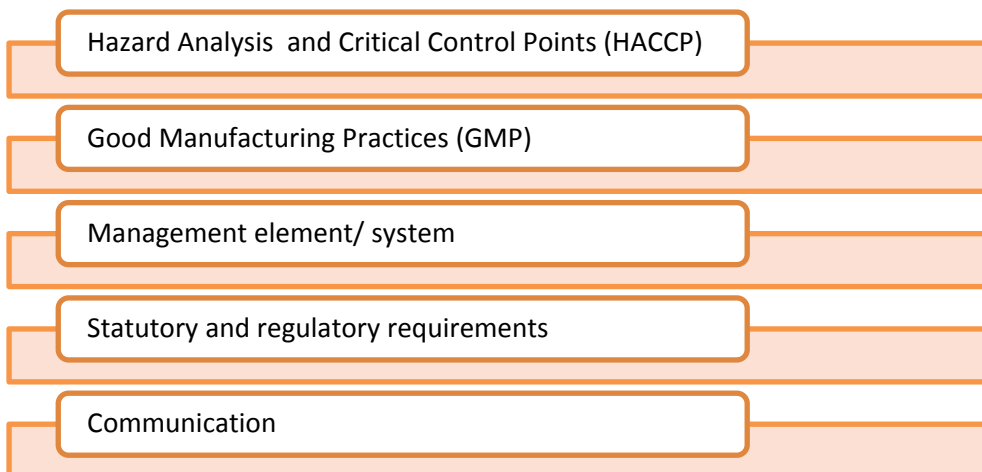 Hazard Analysis  and Critical Control Points (HACCP)
Good Manufacturing Practices (GMP)
Management element/ system
Statutory and regulatory requirements
Communication